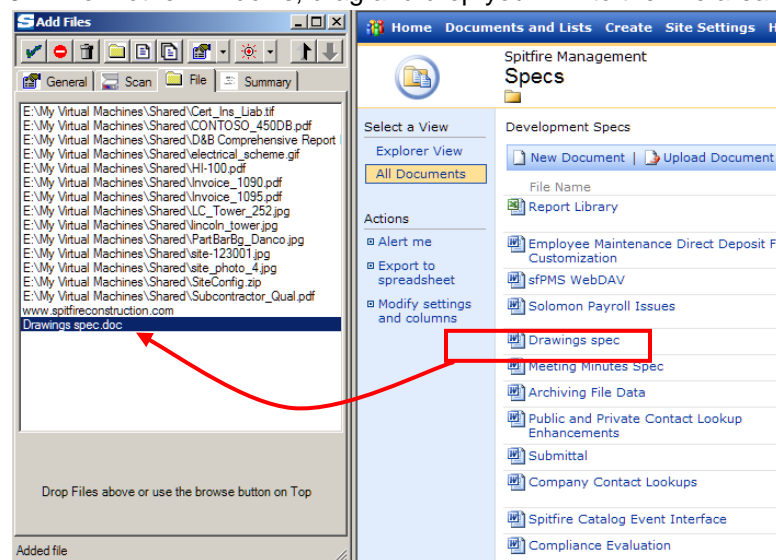 Add Files
General
Scan
File
Summary
E:\My Virtual Machines\Shared\Cert_Ins_Liab.tif
E:\My Virtual Machines\Shared\CONTOSO_450DB.pdf
E:\My Virtual Machines\Shared\D&B Comprehensive Report
E:\My Virtual Machines\Shared\electrical_scheme.gif
E:\My Virtual Machines\Shared\HI-100.pdf
E:\My Virtual Machines\Shared\Invoice_1090.pdf
E:\My Virtual Machines\Shared\Invoice_1095.pdf
E:\My Virtual Machines\Shared\LC_Tower_252.jpg
E:\My Virtual Machines\Shared\lincoln_tower.jpg
E:\My Virtual Machines\Shared\PartBarBg_Danco.jpg
E:\My Virtual Machines\Shared\site-123001.jpg
E:\My Virtual Machines\Shared\site_photo_4.jpg
E:\My Virtual Machines\Shared\SiteConfig.zip
E:\My Virtual Machines\Shared\Subcontractor_Qual.pdf
www.spitfireconstruction.com
Drawings spec.doc
Drop Files above or use the browse button on Top
Added file
Home Documents and Lists Create Site Settings H
Spitfire Management
Specs
Select a View
Explorer View
All Documents
Actions
Alert me
Export to
spreadsheet
Modify settings
and columns
Development Specs
New Document | Upload Document
File Name
Report Library
Employee Maintenance Direct Deposit F
Customization
sfPMS WebDAV
Solomon Payroll Issues
Drawings spec
Meeting Minutes Spec
Archiving File Data
Public and Private Contact Lookup
Enhancements
Submittal
Company Contact Lookups
Spitfire Catalog Event Interface
Compliance Evaluation